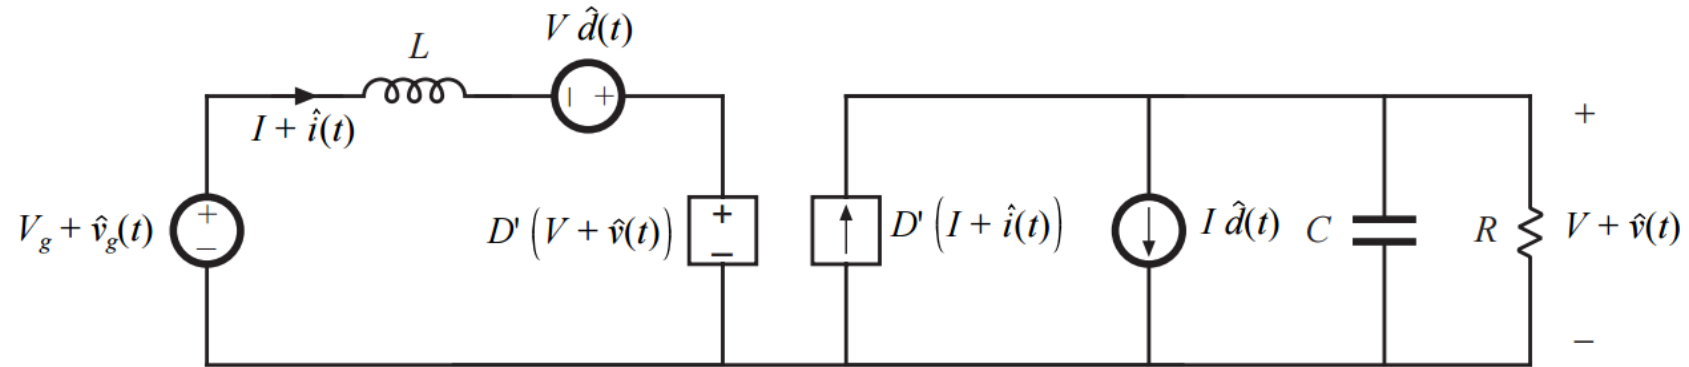 L
V d̂(t)
I + î(t)
V_g + v̂_g(t)
+
−
− +
D' (V + v̂(t))
+
−
D' (I + î(t))
I d̂(t)
C
R
+
V + v̂(t)
−